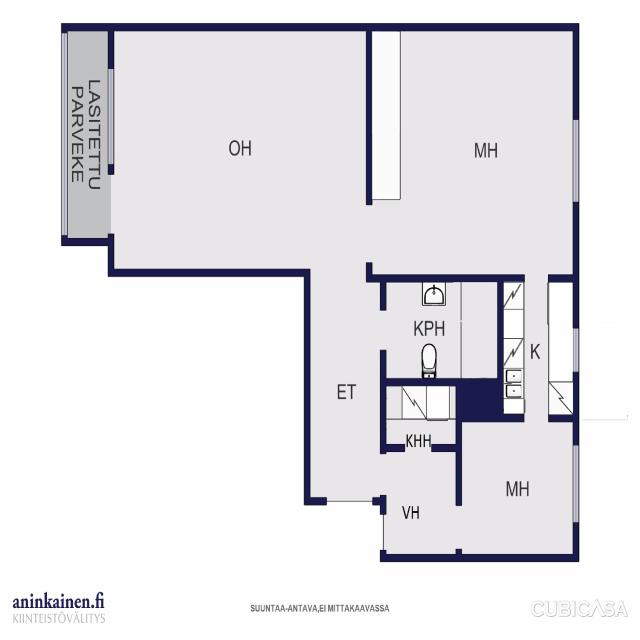 LASITETTU
PARVEKE
OH
MH
KPH
K
ET
KHH
MH
VH
aninkainen.fi
KIINTEISTÖVÄLITYS
SUUNTAA-ANTAVA,EI MITTAKAAVASSA
CUBICASA